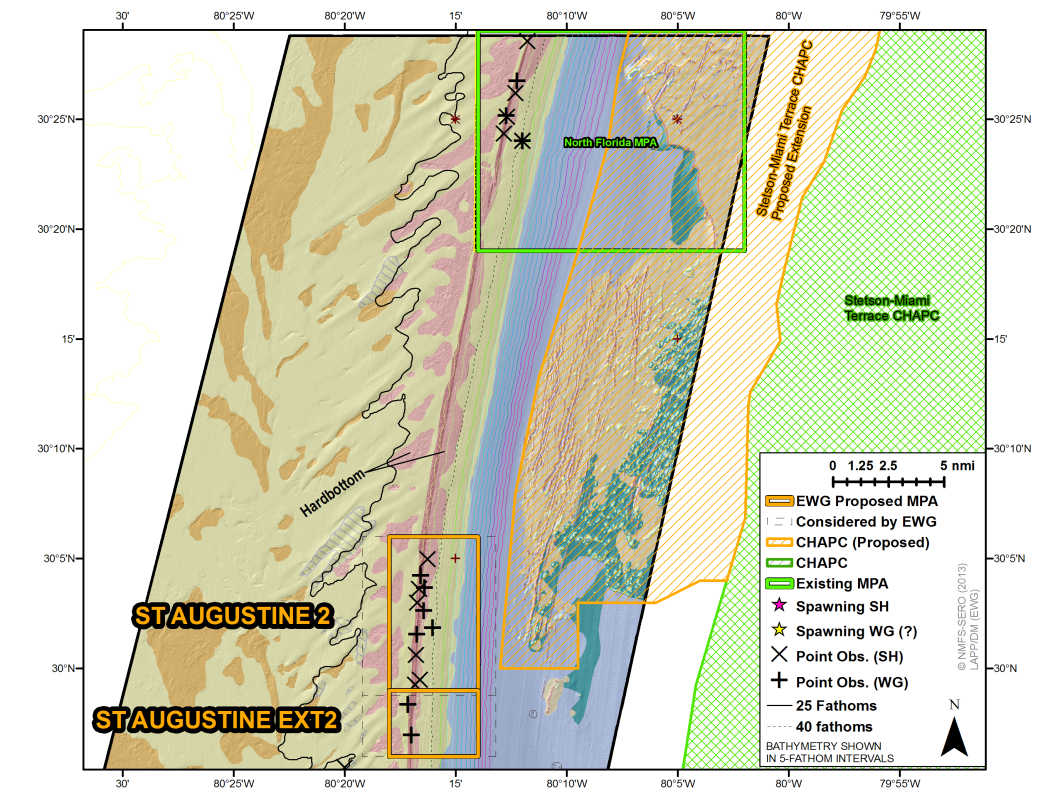 30'
80°25'W
80°20'W
15'
80°10'W
80°5'W
80°0'W
79°55'W
30°25'N
30°20'N
15'
30°10'N
30°5'N
30°N
30°25'N
30°20'N
15'
30°10'N
30°5'N
30°N
North Florida MPA
Stetson-Miami Terrace CHAPC
Proposed Extension
Stetson-Miami
Terrace CHAPC
Hardbottom
ST AUGUSTINE 2
ST AUGUSTINE EXT2
0 1.25 2.5 5 nmi
EWG Proposed MPA
Considered by EWG
CHAPC (Proposed)
CHAPC
Existing MPA
Spawning SH
Spawning WG (?)
Point Obs. (SH)
Point Obs. (WG)
25 Fathoms
40 fathoms
BATHYMETRY SHOWN
IN 5-FATHOM INTERVALS
N
© NMFS-SERO (2013)
LAPP/DM (EWG)
30'
80°25'W
80°20'W
15'
80°10'W
80°5'W
80°0'W
79°55'W